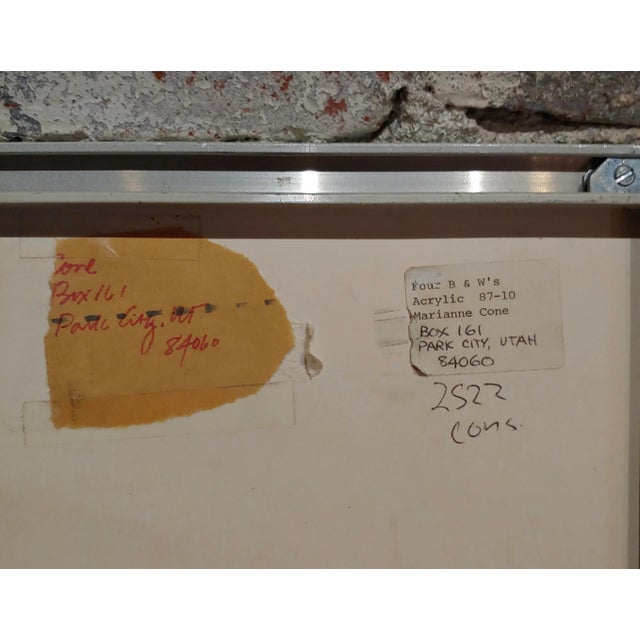 Cone
Box 161
Park City, UT
84060
Four B & W's
Acrylic 87-10
Marianne Cone
BOX 161
PARK CITY, UTAH
84060
2522
cons.